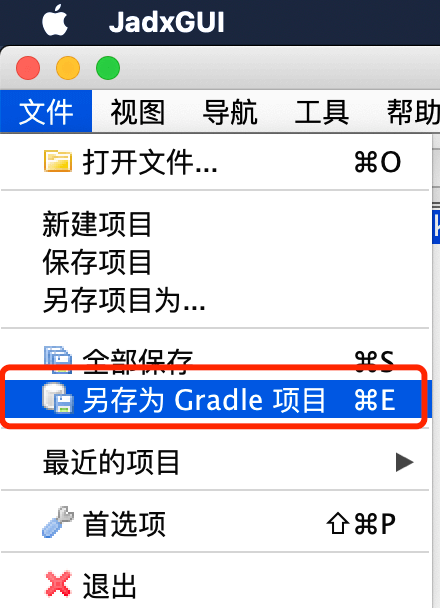 JadxGUI
文件 视图 导航 工具 帮助
打开文件... ⌘O
新建项目
保存项目
另存项目为...
全部保存 ⌘S
另存为 Gradle 项目 ⌘E
最近的项目
首选项 ⇧⌘P
退出